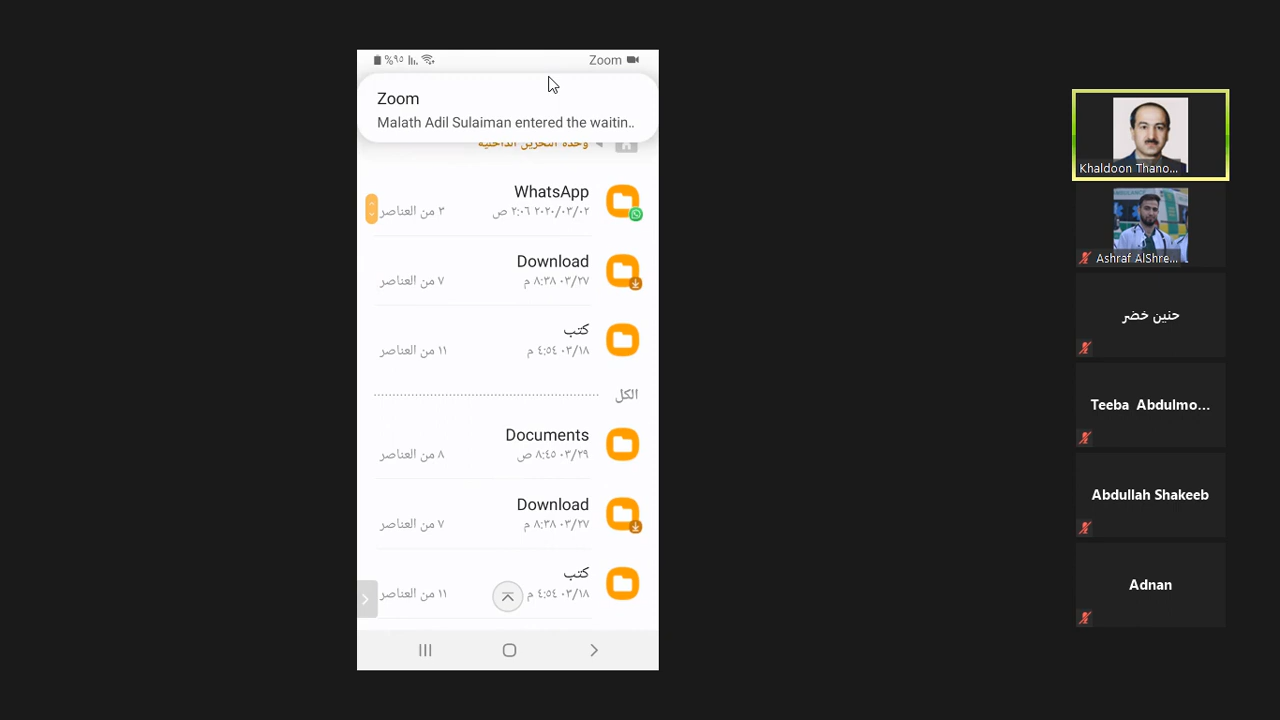 ٩٥%
Zoom
Zoom
Malath Adil Sulaiman entered the waitin..
وحدة التخزين الداخلية
WhatsApp
٢٠٢٠/٠٣/٠٢ ٢:٠٦ ص
٣ من العناصر
Download
٠٣/٢٧ ٨:٣٨ م
٧ من العناصر
كتب
٠٣/١٨ ٤:٥٤ م
١١ من العناصر
الكل
Documents
٠٣/٢٩ ٨:٤٥ ص
٨ من العناصر
Download
٠٣/٢٧ ٨:٣٨ م
٧ من العناصر
كتب
٠٣/١٨ ٤:٥٤ م
١١ من العناصر
Khaldoon Thano...
Ashraf AlShre...
حنين خضر
Teeba Abdulmo...
Abdullah Shakeeb
Adnan